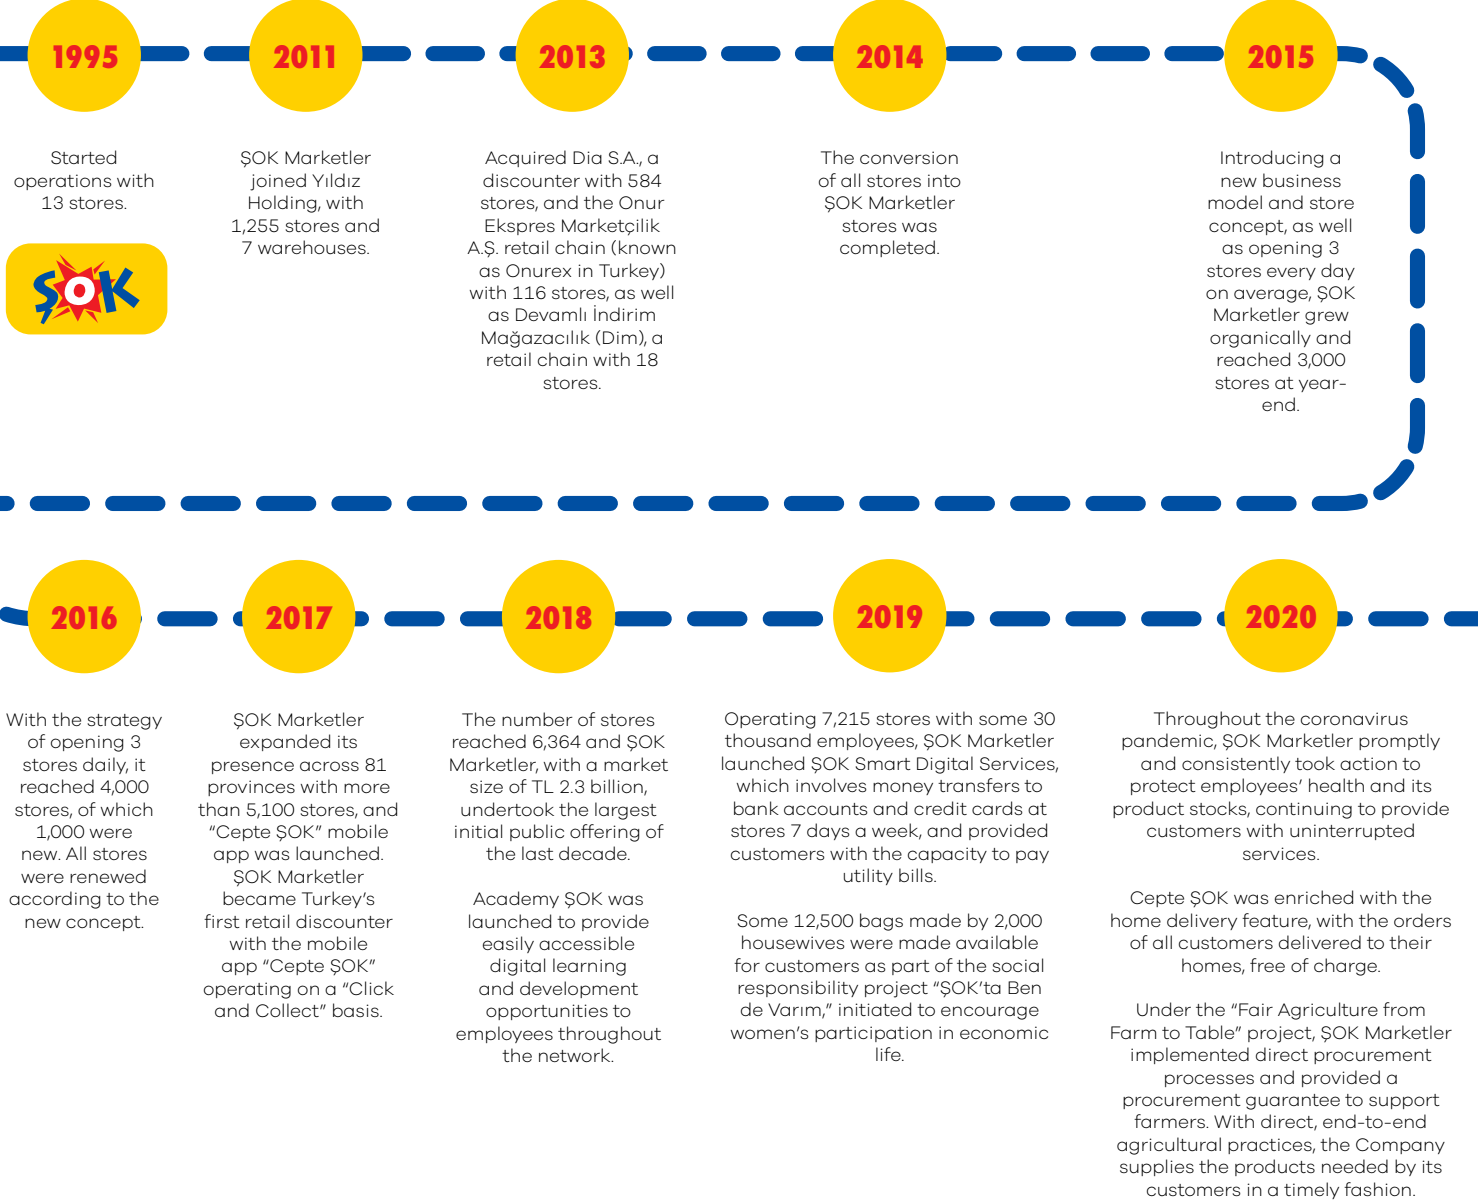 1995
Started
operations with
13 stores.
ŞOK
2011
ŞOK Marketler
joined Yıldız
Holding, with
1,255 stores and
7 warehouses.
2013
Acquired Dia S.A., a
discounter with 584
stores, and the Onur
Ekspres Marketçilik
A.Ş. retail chain (known
as Onurex in Turkey)
with 116 stores, as well
as Devamlı İndirim
Mağazacılık (Dim), a
retail chain with 18
stores.
2014
The conversion
of all stores into
ŞOK Marketler
stores was
completed.
2015
Introducing a
new business
model and store
concept, as well
as opening 3
stores every day
on average, ŞOK
Marketler grew
organically and
reached 3,000
stores at year-
end.
2016
With the strategy
of opening 3
stores daily, it
reached 4,000
stores, of which
1,000 were
new. All stores
were renewed
according to the
new concept.
2017
ŞOK Marketler
expanded its
presence across 81
provinces with more
than 5,100 stores, and
“Cepte ŞOK” mobile
app was launched.
ŞOK Marketler
became Turkey’s
first retail discounter
with the mobile
app “Cepte ŞOK”
operating on a “Click
and Collect” basis.
2018
The number of stores
reached 6,364 and ŞOK
Marketler, with a market
size of TL 2.3 billion,
undertook the largest
initial public offering of
the last decade.
Academy ŞOK was
launched to provide
easily accessible
digital learning
and development
opportunities to
employees throughout
the network.
2019
Operating 7,215 stores with some 30
thousand employees, ŞOK Marketler
launched ŞOK Smart Digital Services,
which involves money transfers to
bank accounts and credit cards at
stores 7 days a week, and provided
customers with the capacity to pay
utility bills.
Some 12,500 bags made by 2,000
housewives were made available
for customers as part of the social
responsibility project “ŞOK’ta Ben
de Varım,” initiated to encourage
women’s participation in economic
life.
2020
Throughout the coronavirus
pandemic, ŞOK Marketler promptly
and consistently took action to
protect employees’ health and its
product stocks, continuing to provide
customers with uninterrupted
services.
Cepte ŞOK was enriched with the
home delivery feature, with the orders
of all customers delivered to their
homes, free of charge.
Under the “Fair Agriculture from
Farm to Table” project, ŞOK Marketler
implemented direct procurement
processes and provided a
procurement guarantee to support
farmers. With direct, end-to-end
agricultural practices, the Company
supplies the products needed by its
customers in a timely fashion.